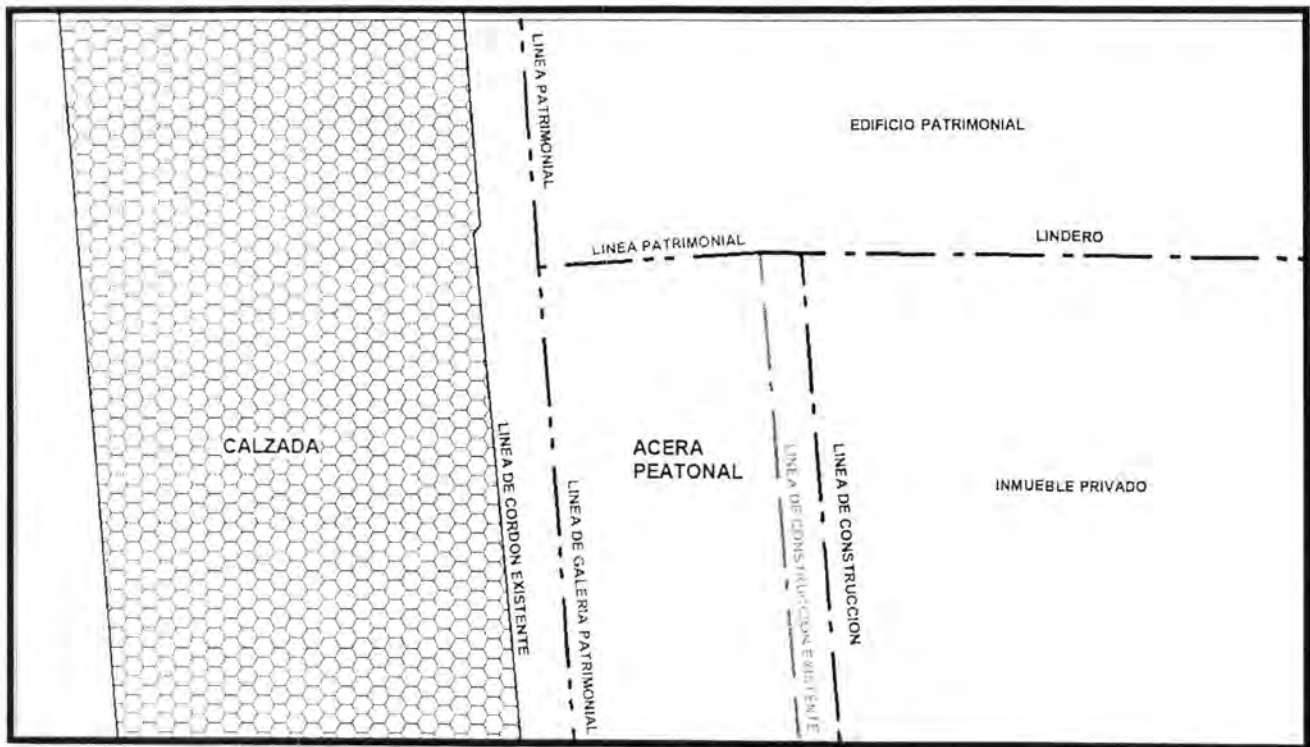 LINEA PATRIMONIAL
EDIFICIO PATRIMONIAL
LINEA PATRIMONIAL
LINDERO
CALZADA
LINEA DE CORDON EXISTENTE
LINEA DE GALERIA PATRIMONIAL
ACERA
PEATONAL
LINEA DE CONSTRUCCION EXISTENTE
LINEA DE CONSTRUCCION
INMUEBLE PRIVADO